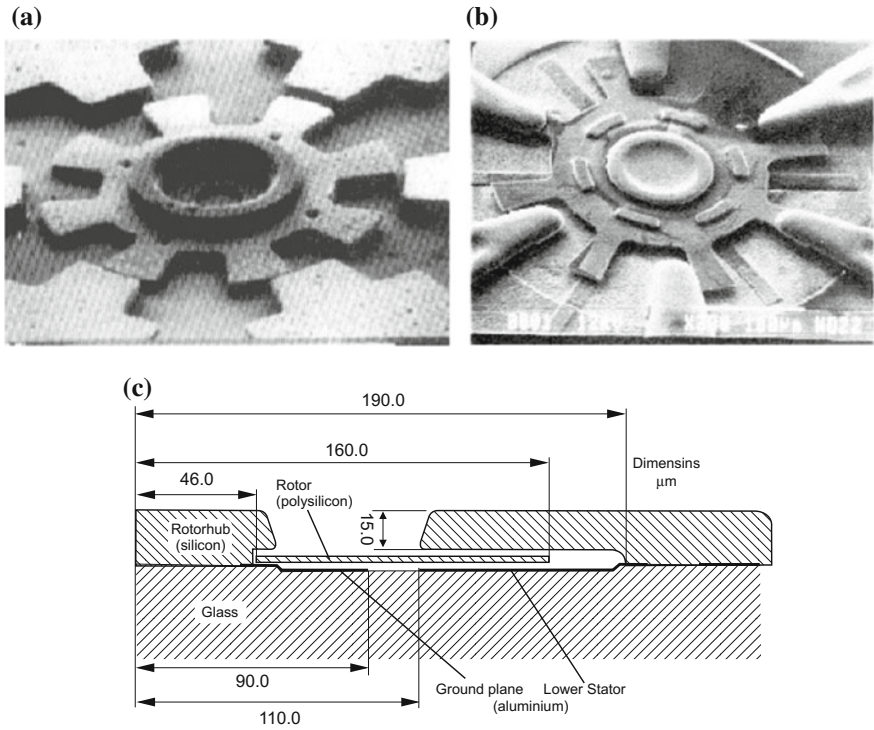 (a)
(b)
(c)
190.0
160.0
Dimensins
µm
46.0
Rotor
(polysilicon)
15.0
Rotorhub
(silicon)
Glass
90.0
Ground plane
(aluminium)
Lower Stator
110.0